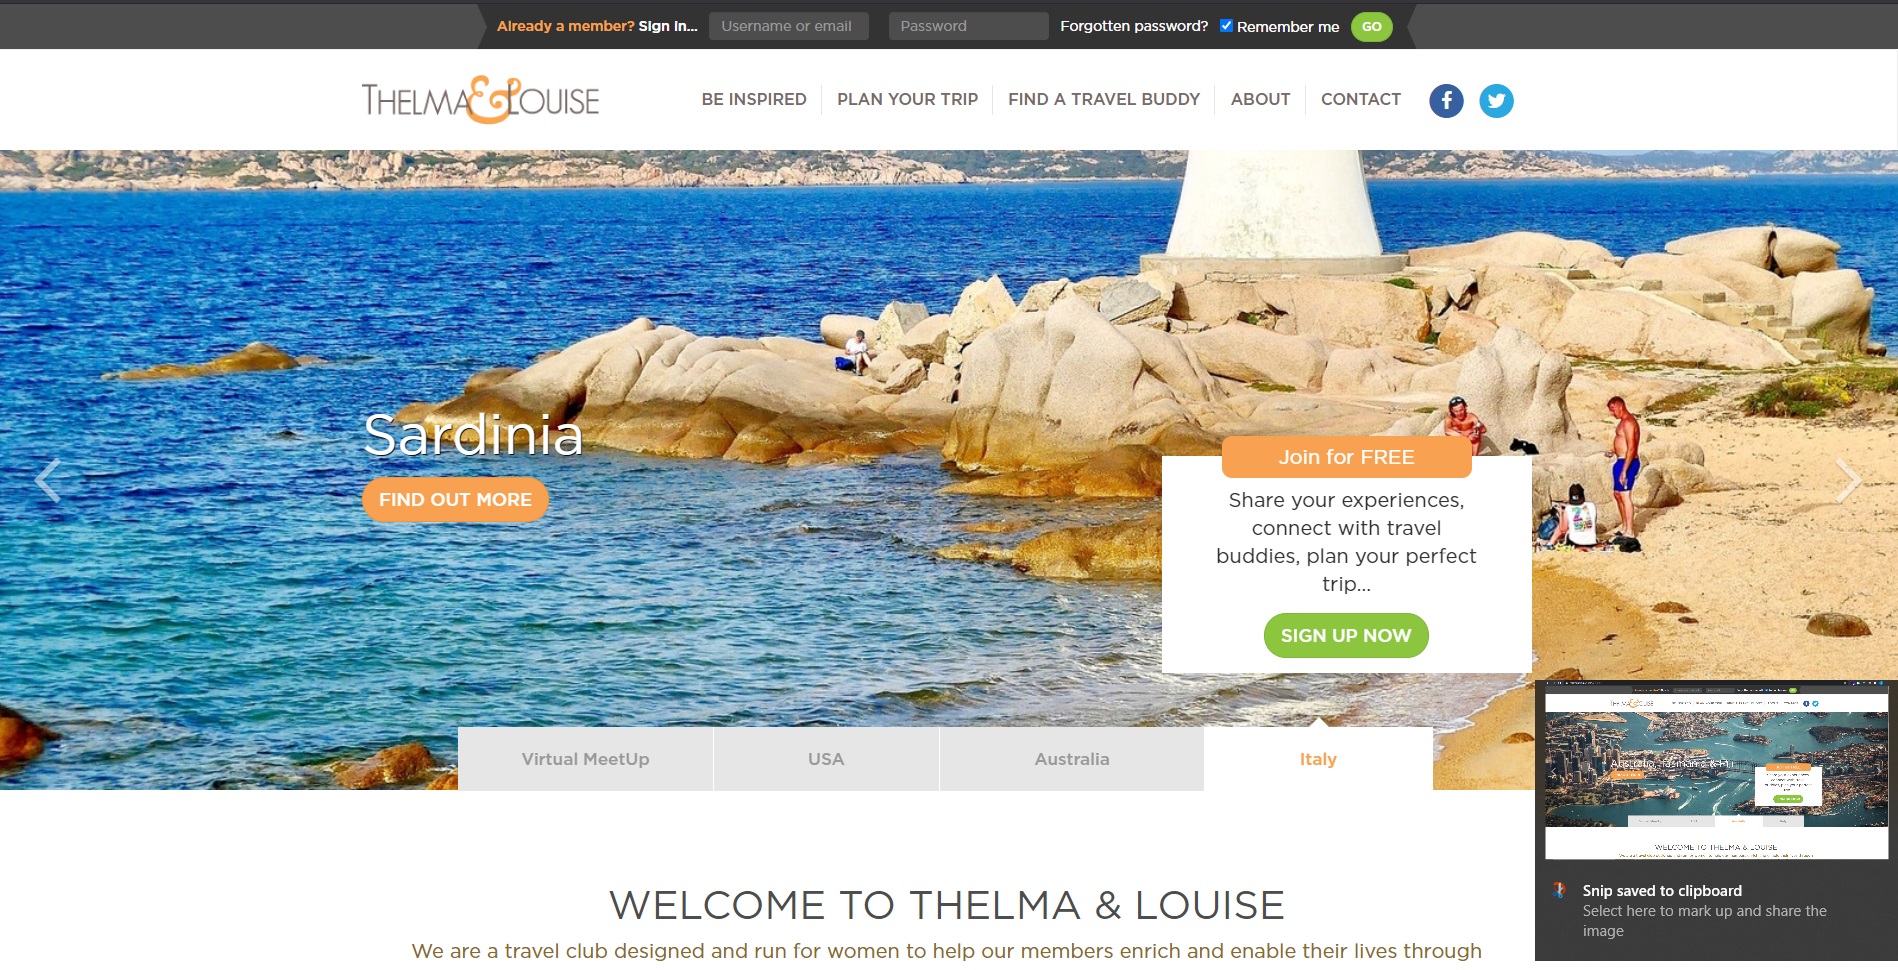 Already a member? Sign In... Username or email Password Forgotten password? Remember me GO
THELMA & LOUISE BE INSPIRED PLAN YOUR TRIP FIND A TRAVEL BUDDY ABOUT CONTACT
Sardinia
FIND OUT MORE
Join for FREE
Share your experiences,
connect with travel
buddies, plan your perfect
trip...
SIGN UP NOW
Virtual MeetUp USA Australia Italy
WELCOME TO THELMA & LOUISE
We are a travel club designed and run for women to help our members enrich and enable their lives through
WELCOME TO THELMA & LOUISE
Snip saved to clipboard
Select here to mark up and share the
image